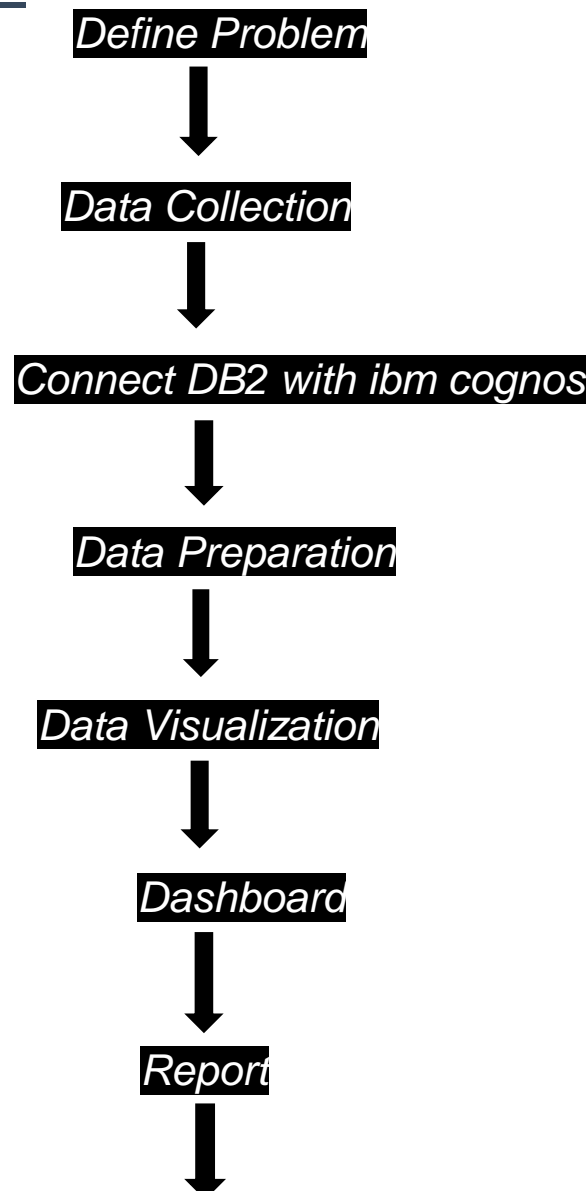 Define Problem
Data Collection
Connect DB2 with ibm cognos
Data Preparation
Data Visualization
Dashboard
Report